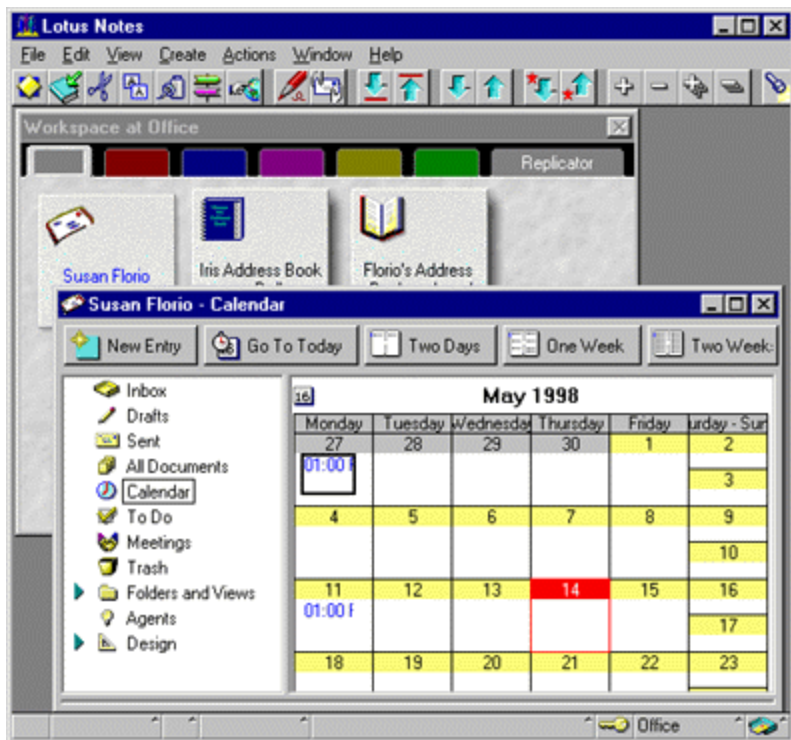 Lotus Notes
File Edit View Create Actions Window Help
Workspace at Office
Replicator
Susan Florio
Iris Address Book
Florio's Address
Susan Florio - Calendar
New Entry Go To Today Two Days One Week Two Week
Inbox
Drafts
Sent
All Documents
Calendar
To Do
Meetings
Trash
Folders and Views
Agents
Design
16 May 1998
Monday Tuesday Wednesda Thursday Friday urday - Sur
27 28 29 30 1 2
01:00
3
4 5 6 7 8 9
10
11 12 13 14 15 16
01:00
17
18 19 20 21 22 23
Office